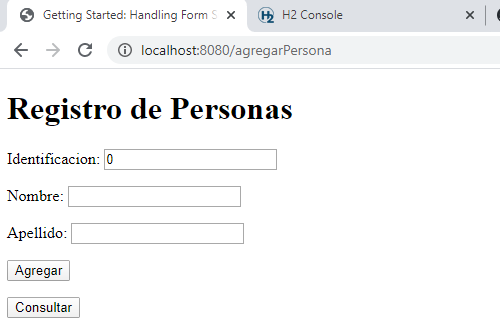 Getting Started: Handling Form S
H2 Console
localhost:8080/agregarPersona
Registro de Personas
Identificacion: 0
Nombre:
Apellido:
Agregar
Consultar